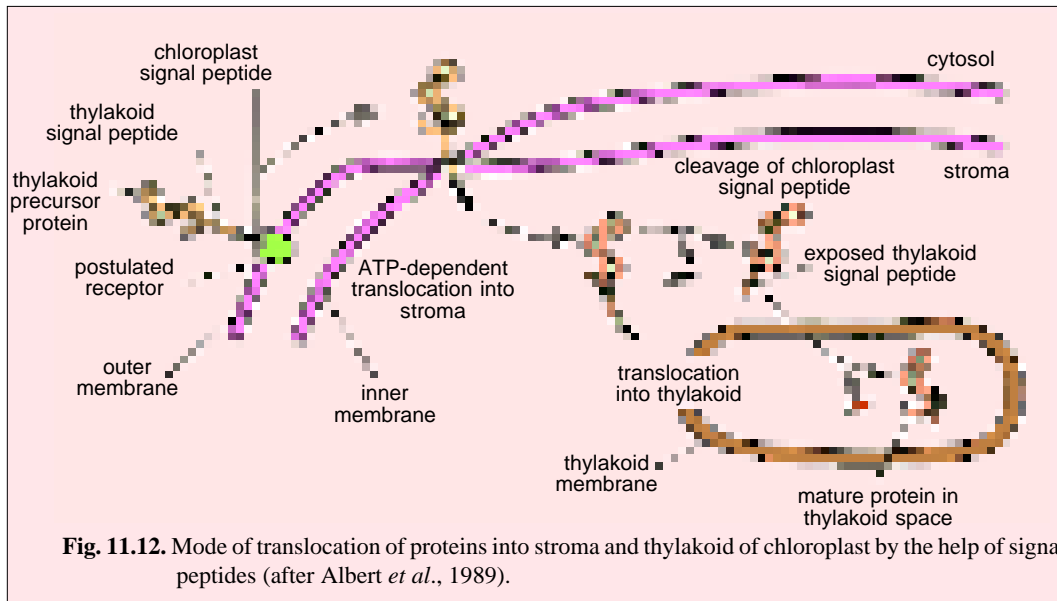 chloroplast
signal peptide
cytosol
thylakoid
signal peptide
cleavage of chloroplast
signal peptide
stroma
thylakoid
precursor
protein
exposed thylakoid
signal peptide
postulated
receptor
ATP-dependent
translocation into
stroma
outer
membrane
inner
membrane
translocation
into thylakoid
thylakoid
membrane
mature protein in
thylakoid space
Fig. 11.12. Mode of translocation of proteins into stroma and thylakoid of chloroplast by the help of signa
peptides (after Albert et al., 1989).